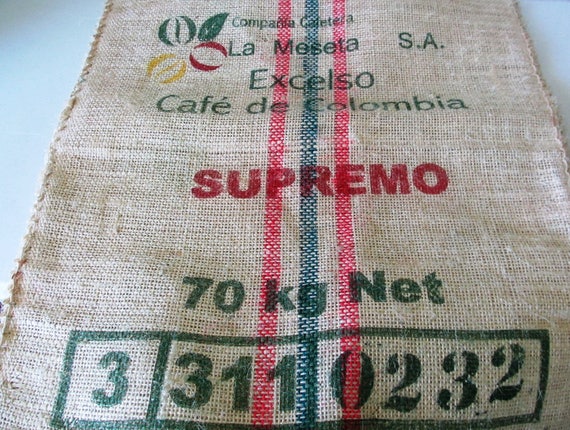 Compañia Cafetera
La Meseta S.A.
Excelso
Café de Colombia
SUPREMO
70 kg Net
3 311 0232